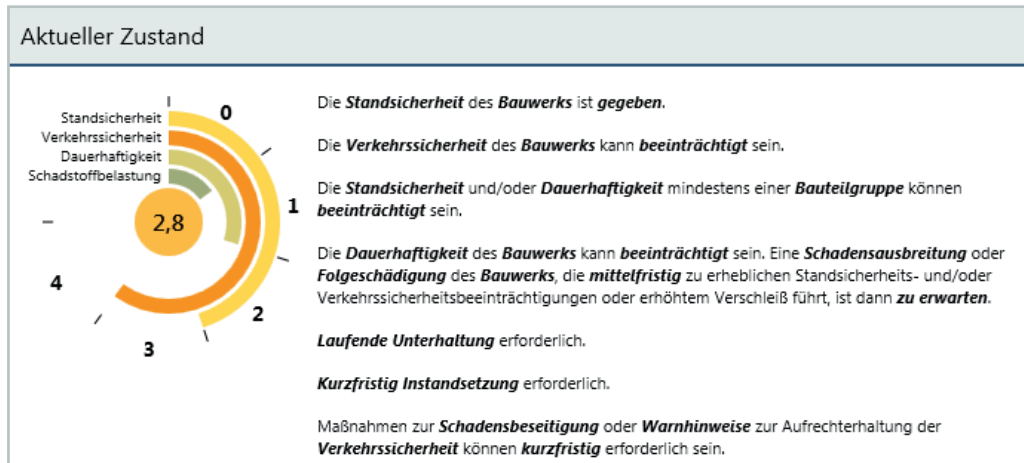 Aktueller Zustand
Standsicherheit
Verkehrssicherheit
Dauerhaftigkeit
Schadstoffbelastung
2,8
0
1
2
3
4
Die Standsicherheit des Bauwerks ist gegeben.
Die Verkehrssicherheit des Bauwerks kann beeinträchtigt sein.
Die Standsicherheit und/oder Dauerhaftigkeit mindestens einer Bauteilgruppe können
beeinträchtigt sein.
Die Dauerhaftigkeit des Bauwerks kann beeinträchtigt sein. Eine Schadensausbreitung oder
Folgeschädigung des Bauwerks, die mittelfristig zu erheblichen Standsicherheits- und/oder
Verkehrssicherheitsbeeinträchtigungen oder erhöhtem Verschleiß führt, ist dann zu erwarten.
Laufende Unterhaltung erforderlich.
Kurzfristig Instandsetzung erforderlich.
Maßnahmen zur Schadensbeseitigung oder Warnhinweise zur Aufrechterhaltung der
Verkehrssicherheit können kurzfristig erforderlich sein.